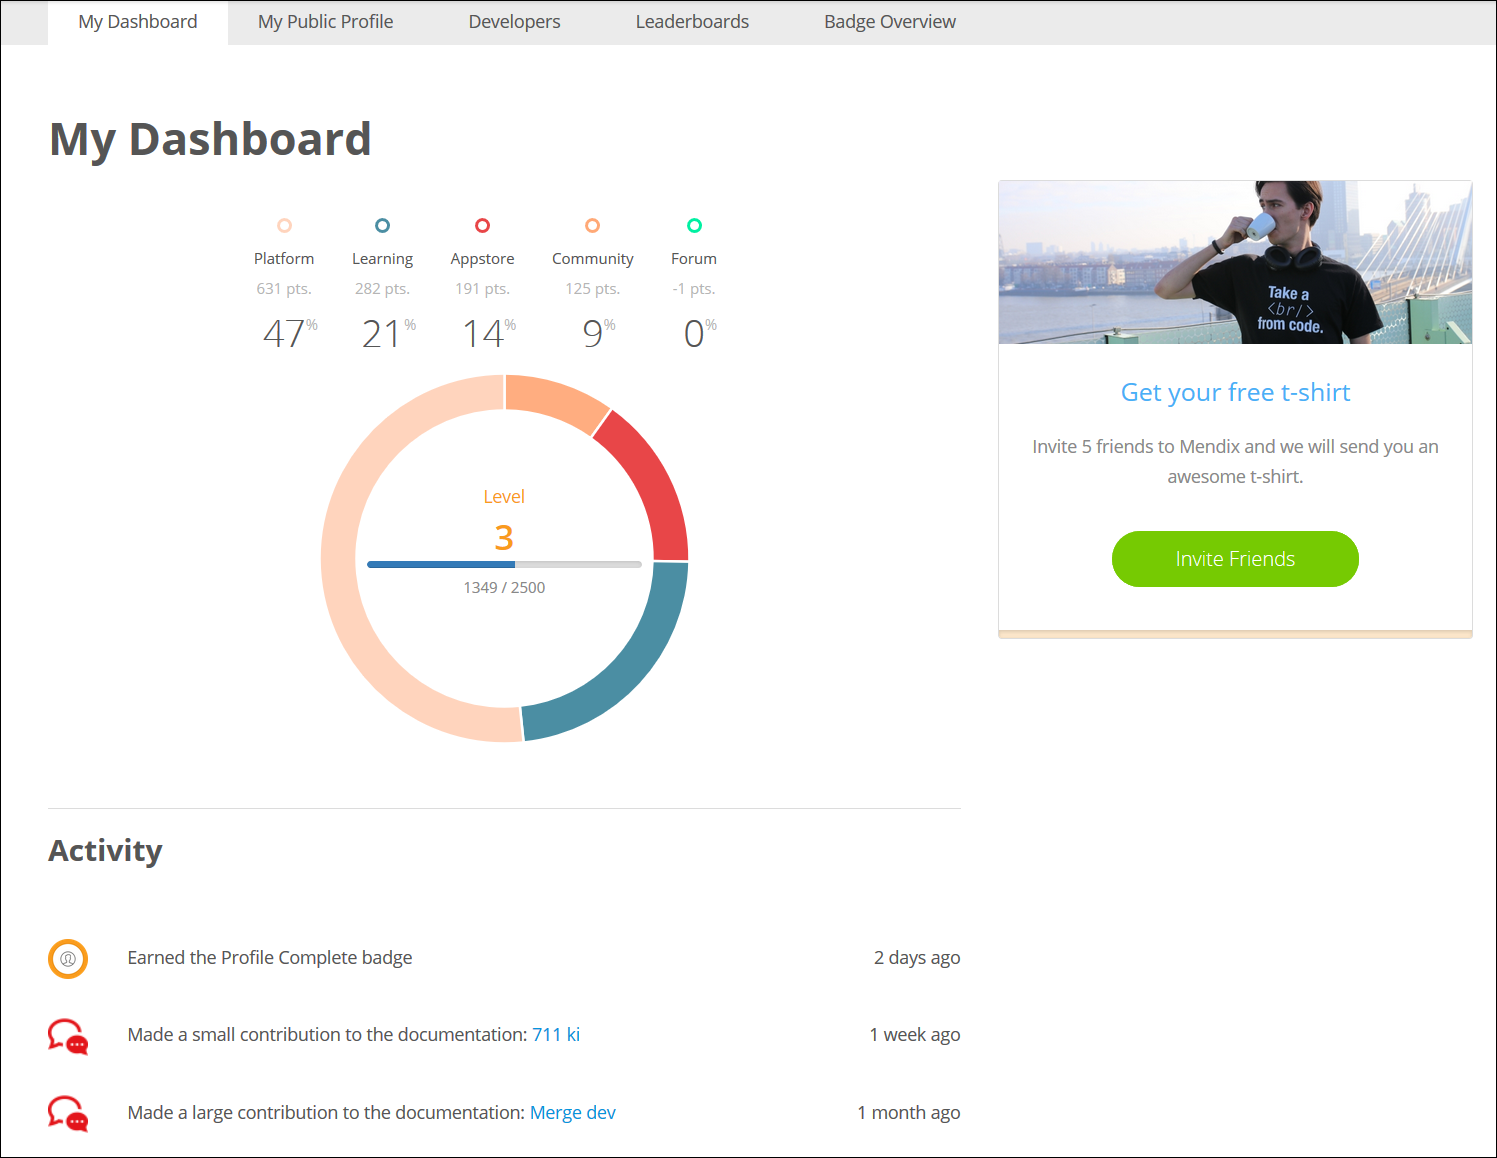 My Dashboard My Public Profile Developers Leaderboards Badge Overview
My Dashboard
Platform Learning Appstore Community Forum
631 pts. 282 pts. 191 pts. 125 pts. -1 pts.
47% 21% 14% 9% 0%
Level
3
1349 / 2500
Take a
<br/>
from code.
Get your free t-shirt
Invite 5 friends to Mendix and we will send you an
awesome t-shirt.
Invite Friends
Activity
Earned the Profile Complete badge 2 days ago
Made a small contribution to the documentation: 711 ki 1 week ago
Made a large contribution to the documentation: Merge dev 1 month ago